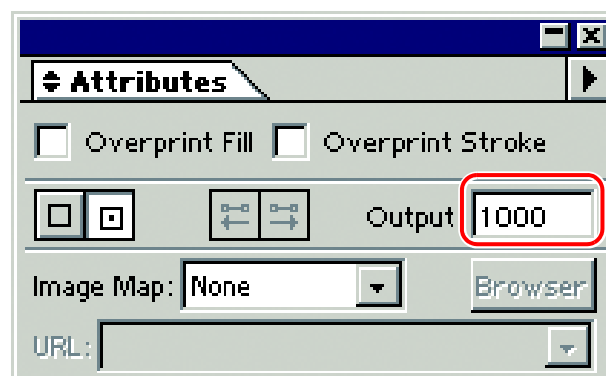 Attributes
Overprint Fill Overprint Stroke
Output 1000
Image Map: None Browser
URL: